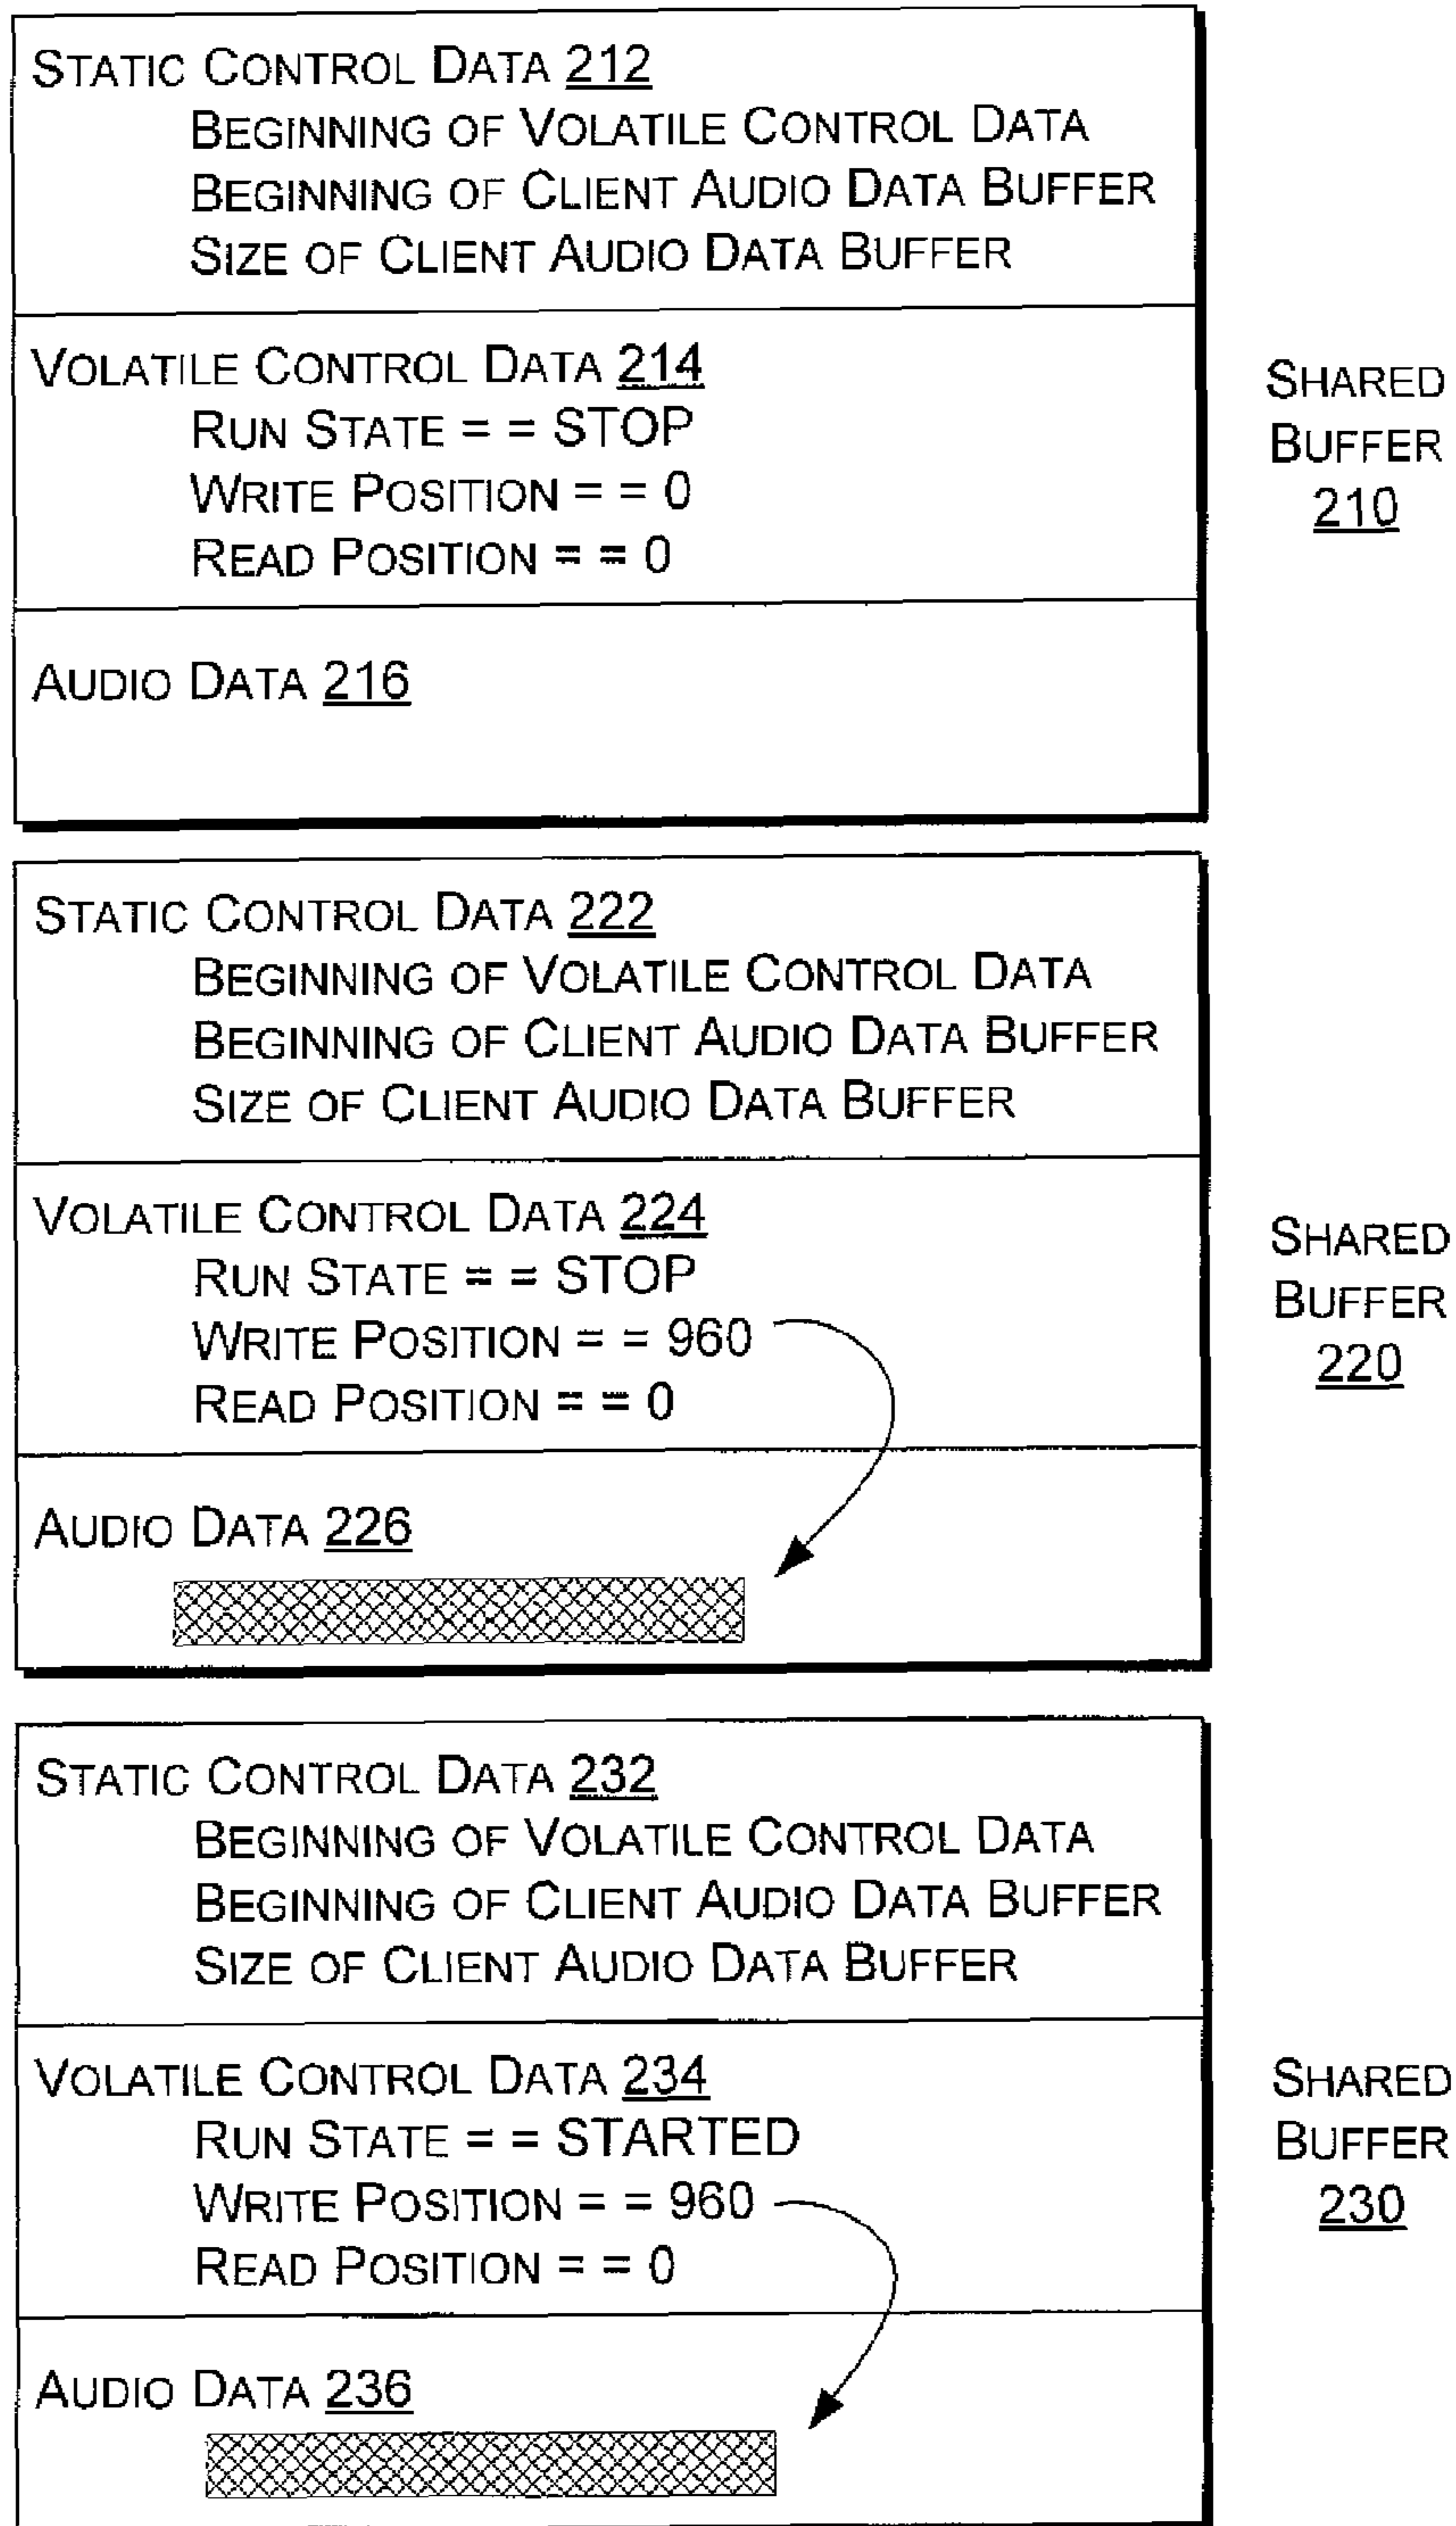 STATIC CONTROL DATA 212
BEGINNING OF VOLATILE CONTROL DATA
BEGINNING OF CLIENT AUDIO DATA BUFFER
SIZE OF CLIENT AUDIO DATA BUFFER
VOLATILE CONTROL DATA 214
RUN STATE = = STOP
WRITE POSITION = = 0
READ POSITION = = 0
AUDIO DATA 216
SHARED
BUFFER
210
STATIC CONTROL DATA 222
BEGINNING OF VOLATILE CONTROL DATA
BEGINNING OF CLIENT AUDIO DATA BUFFER
SIZE OF CLIENT AUDIO DATA BUFFER
VOLATILE CONTROL DATA 224
RUN STATE = = STOP
WRITE POSITION = = 960
READ POSITION = = 0
AUDIO DATA 226
SHARED
BUFFER
220
STATIC CONTROL DATA 232
BEGINNING OF VOLATILE CONTROL DATA
BEGINNING OF CLIENT AUDIO DATA BUFFER
SIZE OF CLIENT AUDIO DATA BUFFER
VOLATILE CONTROL DATA 234
RUN STATE = = STARTED
WRITE POSITION = = 960
READ POSITION = = 0
AUDIO DATA 236
SHARED
BUFFER
230